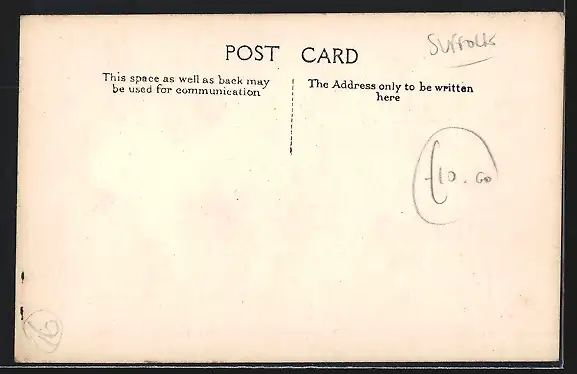 POST CARD
Suffolk
This space as well as back may
be used for communication
The Address only to be written
here
£10.00